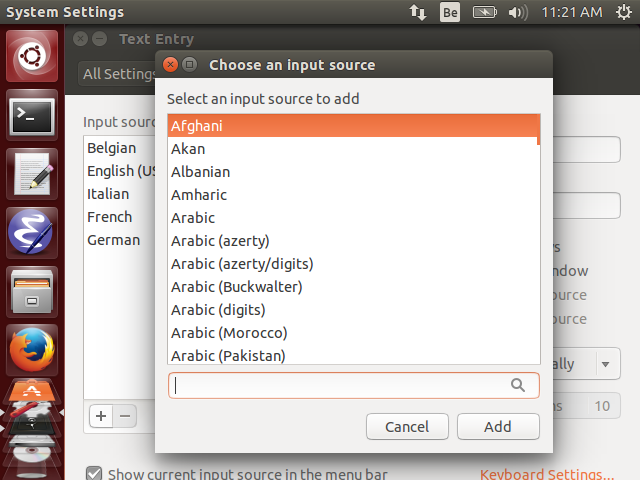 System Settings
Be
11:21 AM
Text Entry
All Settings
Choose an input source
Select an input source to add
Input sour
Belgian
English (US
Italian
French
German
Afghani
Akan
Albanian
Amharic
Arabic
Arabic (azerty)
Arabic (azerty/digits)
Arabic (Buckwalter)
Arabic (digits)
Arabic (Morocco)
Arabic (Pakistan)
ndow
ource
ource
ally
10
Cancel
Add
Show current input source in the menu bar
Keyboard Settings...